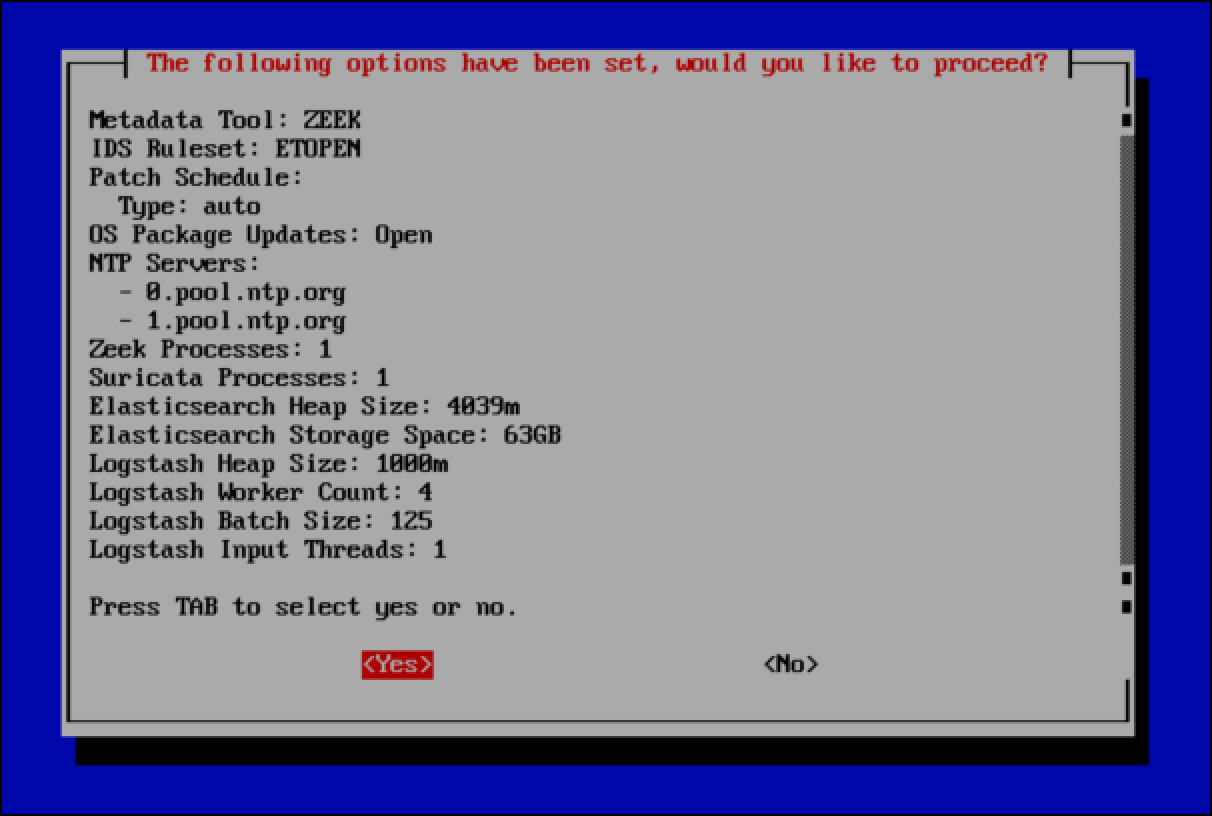 The following options have been set, would you like to proceed?
Metadata Tool: ZEEK
IDS Ruleset: ETOPEN
Patch Schedule:
  Type: auto
OS Package Updates: Open
NTP Servers:
  - 0.pool.ntp.org
  - 1.pool.ntp.org
Zeek Processes: 1
Suricata Processes: 1
Elasticsearch Heap Size: 4039m
Elasticsearch Storage Space: 63GB
Logstash Heap Size: 1000m
Logstash Worker Count: 4
Logstash Batch Size: 125
Logstash Input Threads: 1
Press TAB to select yes or no.
<Yes> <No>